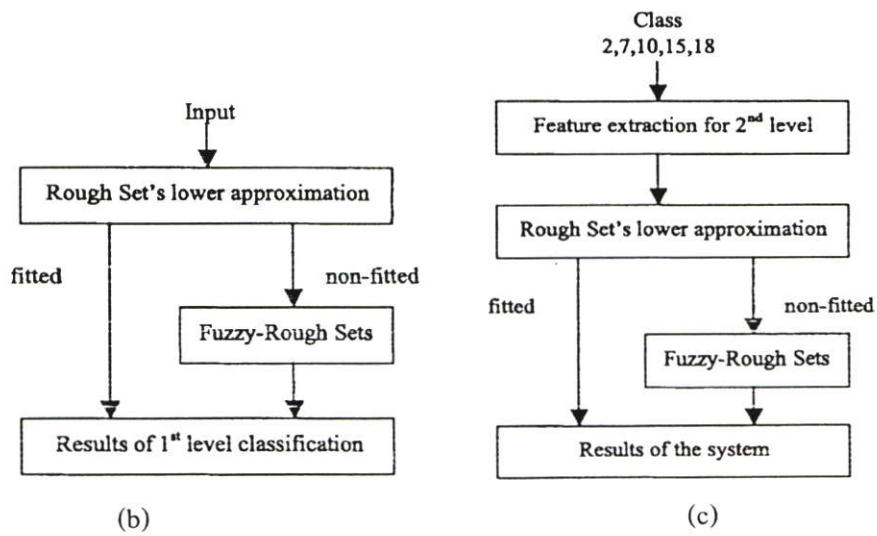 Input
Rough Set's lower approximation
fitted
non-fitted
Fuzzy-Rough Sets
Results of 1st level classification
(b)
Class
2,7,10,15,18
Feature extraction for 2nd level
Rough Set's lower approximation
fitted
non-fitted
Fuzzy-Rough Sets
Results of the system
(c)